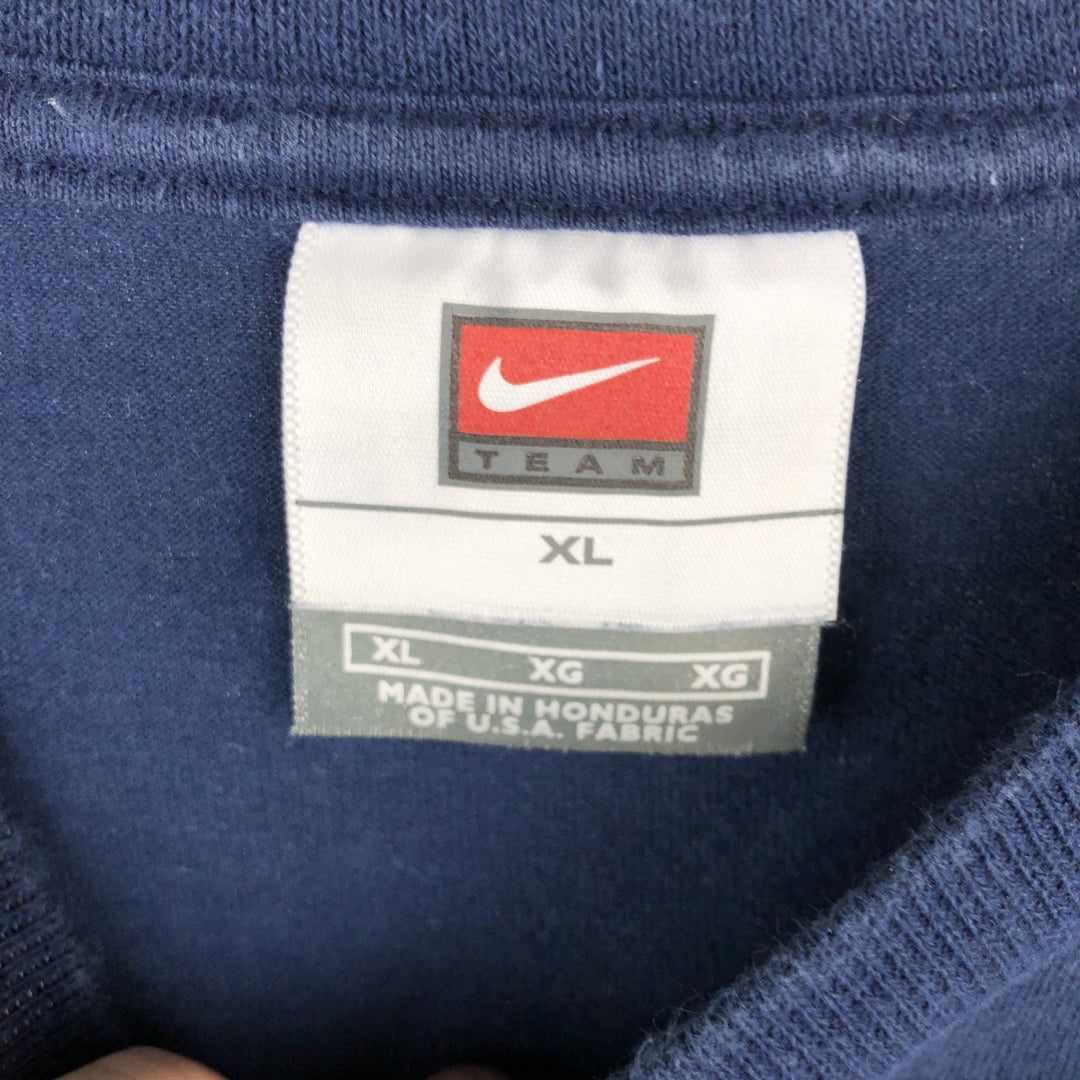 TEAM
XL
XL XG XG
MADE IN HONDURAS
OF U.S.A. FABRIC